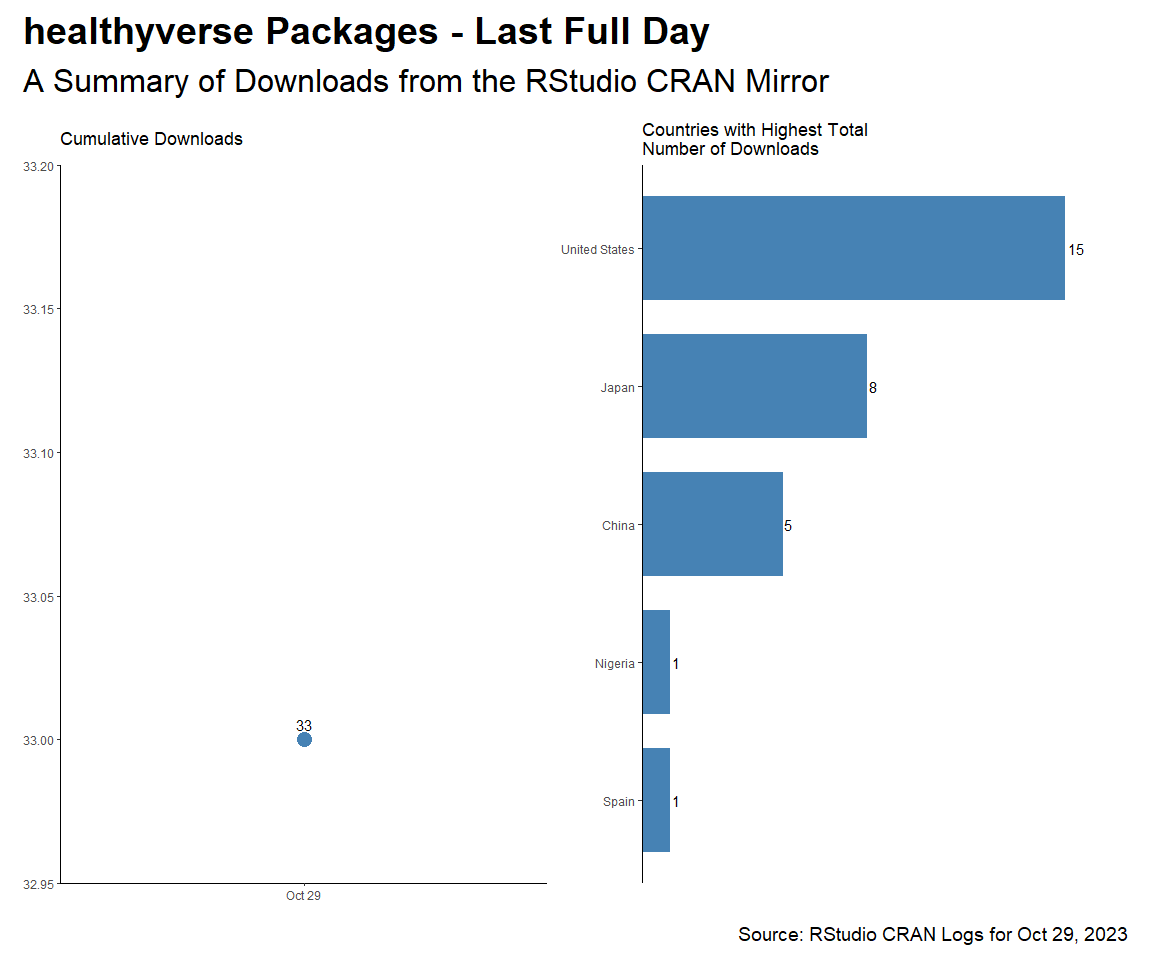 healthyverse Packages - Last Full Day
A Summary of Downloads from the RStudio CRAN Mirror
Cumulative Downloads
33.20
33.15
33.10
33.05
33.00
32.95
33
Oct 29
Countries with Highest Total
Number of Downloads
United States
15
Japan
8
China
5
Nigeria
1
Spain
1
Source: RStudio CRAN Logs for Oct 29, 2023